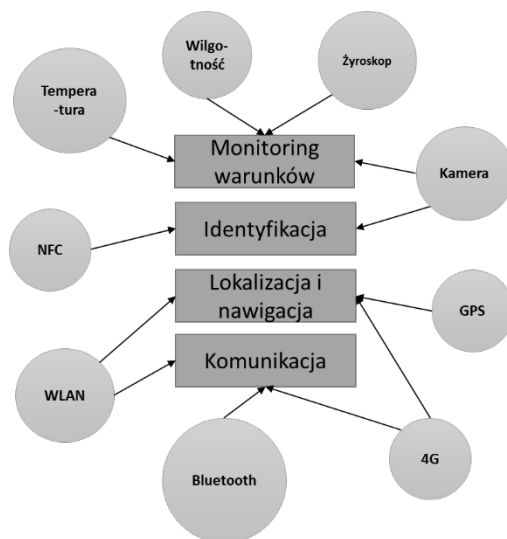 Wilgo-
tność
Żyroskop
Tempera
-tura
Monitoring
warunków
Kamera
Identyfikacja
NFC
Lokalizacja i
nawigacja
GPS
Komunikacja
WLAN
4G
Bluetooth